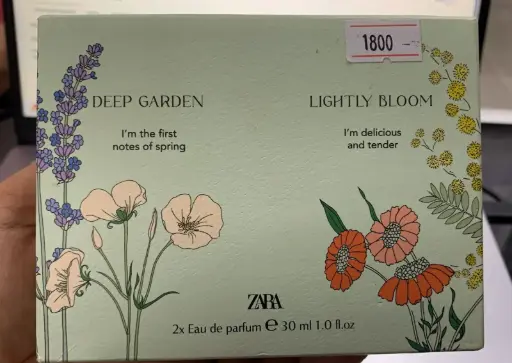 1800 -
DEEP GARDEN
I'm the first
notes of spring
LIGHTLY BLOOM
I'm delicious
and tender
ZARA
2x Eau de parfum ℮ 30 ml 1.0 fl.oz